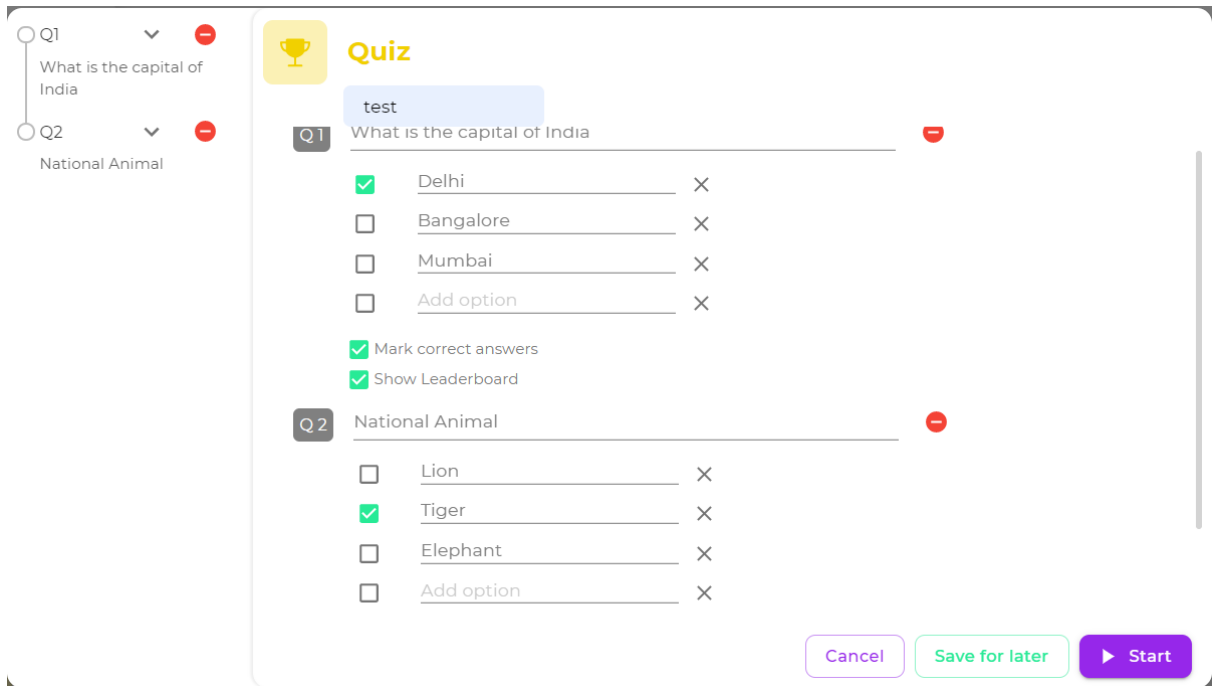 Q1
What is the capital of
India
Q2
National Animal
Quiz
test
Q1 What is the capital of India
Delhi
Bangalore
Mumbai
Add option
Mark correct answers
Show Leaderboard
Q2 National Animal
Lion
Tiger
Elephant
Add option
Cancel Save for later Start